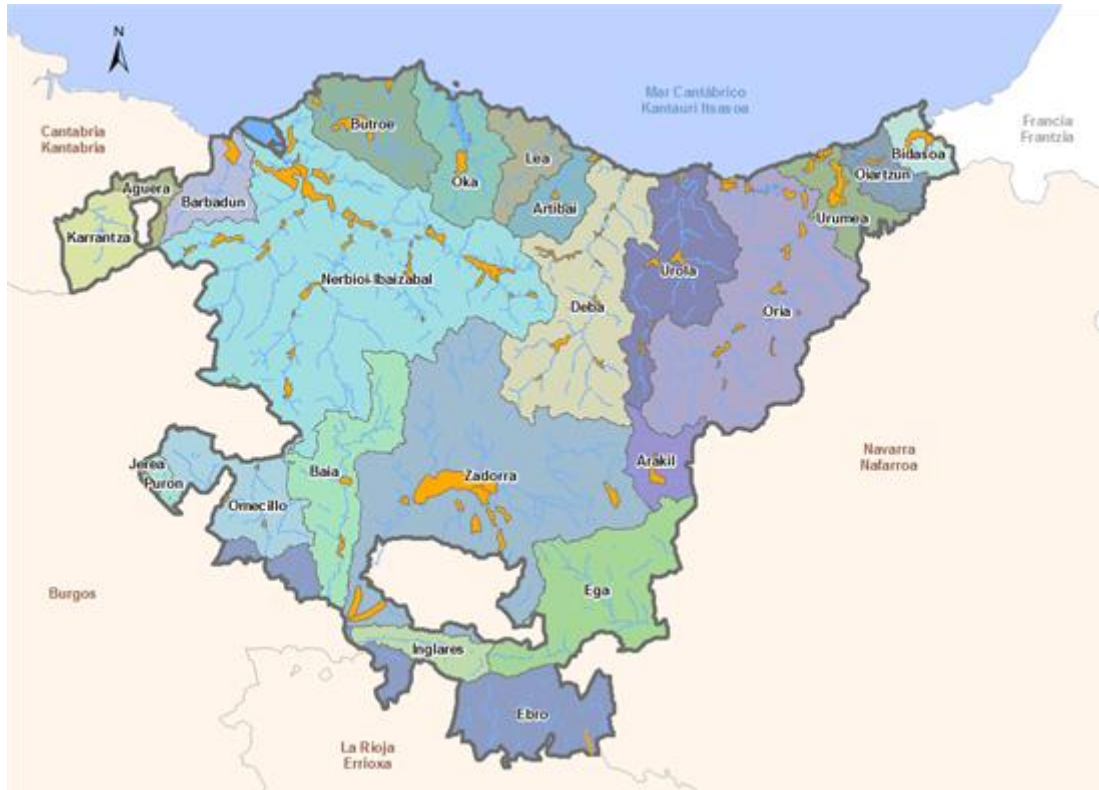 N
Mar Cantábrico
Kantauri Itsasoa
Cantabria
Kantabria
Francia
Frantzia
Butroe
Lea
Oka
Artibai
Bidasoa
Oiartzun
Urumea
Aguera
Barbadun
Karrantza
Nerbioi-Ibaizabal
Deba
Urola
Oria
Navarra
Nafarroa
Jerea
Puron
Omecillo
Baia
Zadorra
Arakil
Burgos
Ega
Inglares
Ebro
La Rioja
Errioxa